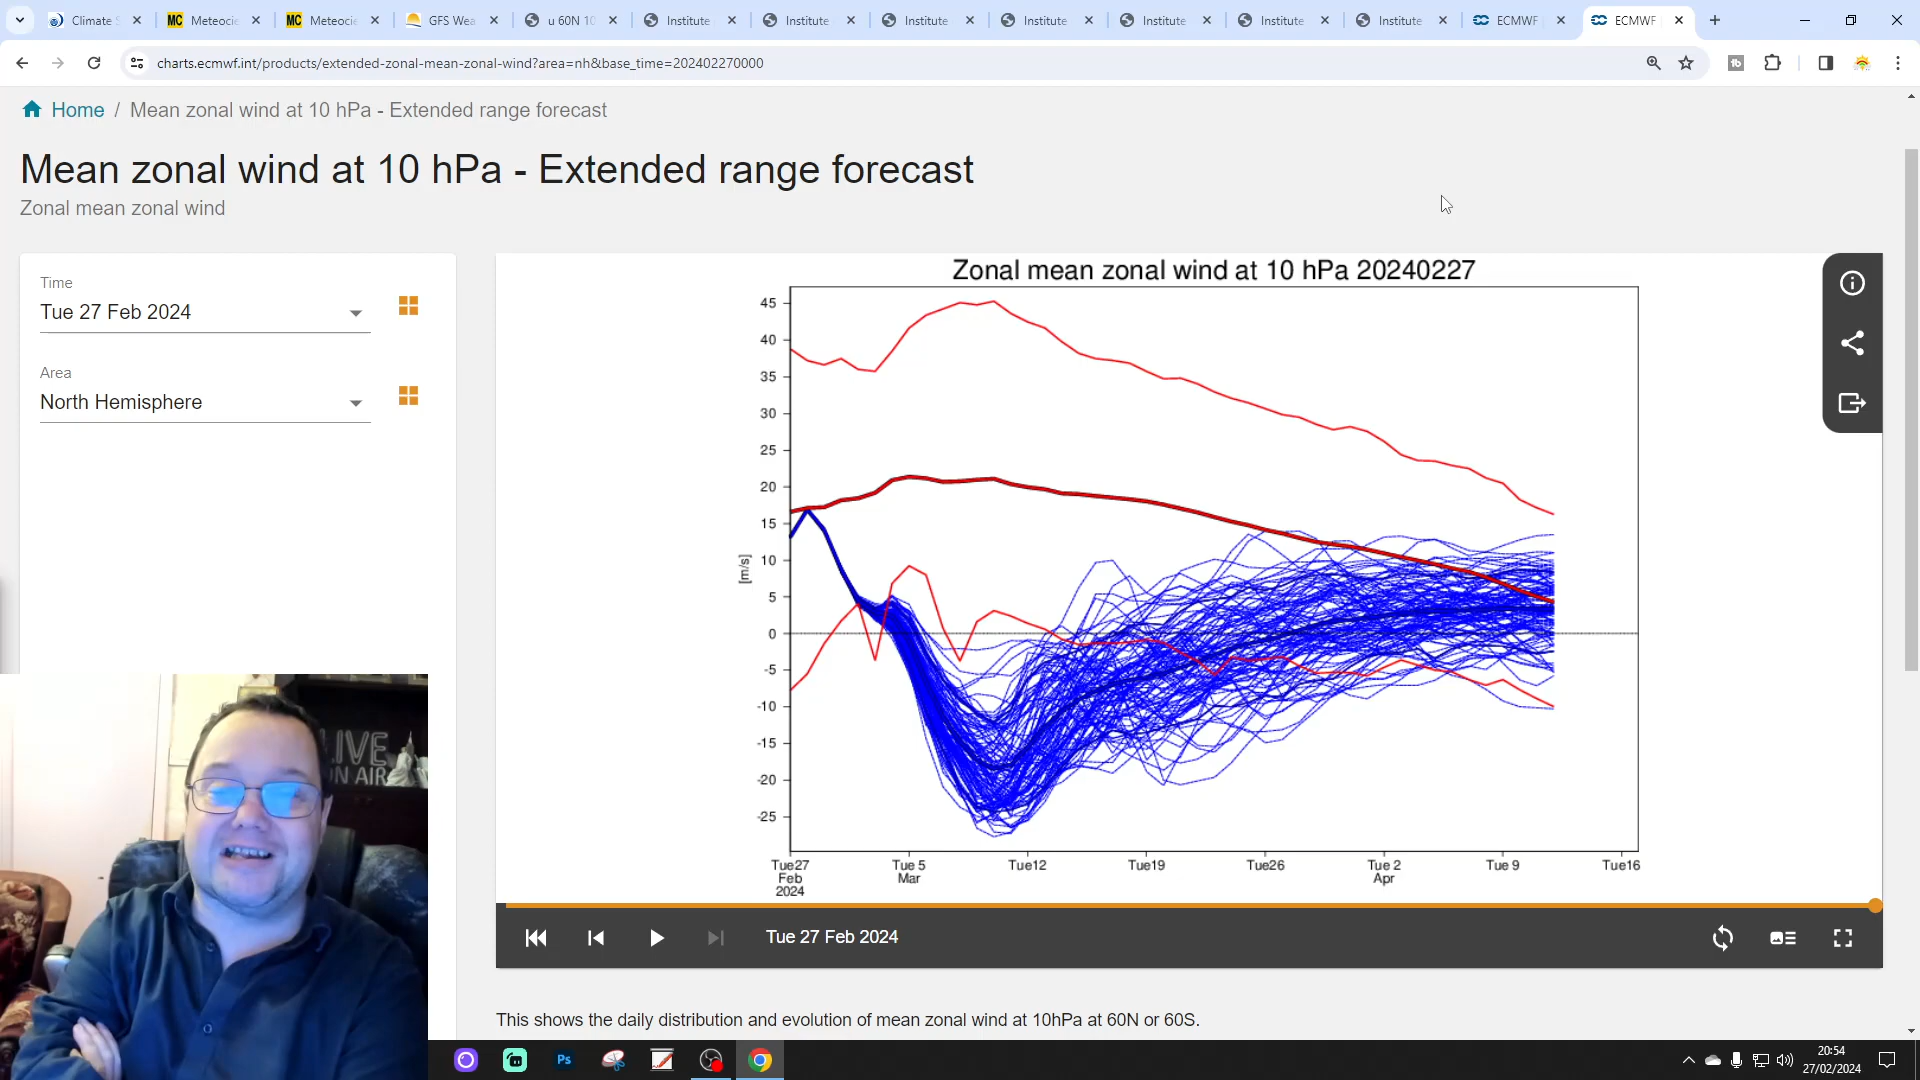 Climate S
Meteocie
Meteocie
GFS Wea
u 60N 10
Institute
Institute
Institute
Institute
Institute
Institute
Institute
ECMWF
ECMWF
charts.ecmwf.int/products/extended-zonal-mean-zonal-wind?area=nh&base_time=202402270000
Home / Mean zonal wind at 10 hPa - Extended range forecast
Mean zonal wind at 10 hPa - Extended range forecast
Zonal mean zonal wind
Time
Tue 27 Feb 2024
Area
North Hemisphere
Zonal mean zonal wind at 10 hPa 20240227
45
40
35
30
25
20
15
10
5
0
-5
-10
-15
-20
-25
[m/s]
Tue27 Tue 5 Tue12 Tue19 Tue26 Tue 2 Tue 9 Tue16
Feb Mar Apr
2024
Tue 27 Feb 2024
This shows the daily distribution and evolution of mean zonal wind at 10hPa at 60N or 60S.
LIVE
ON AIR
Ps
20:54
27/02/2024